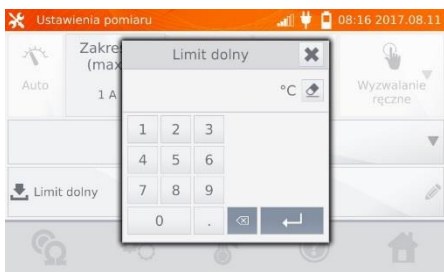 Ustawienia pomiaru 08:16 2017.08.11
Limit dolny
Auto
Zakres
(max
1 A
Wyzwalanie
ręczne
°C
1 2 3
4 5 6
7 8 9
0 .
Limit dolny